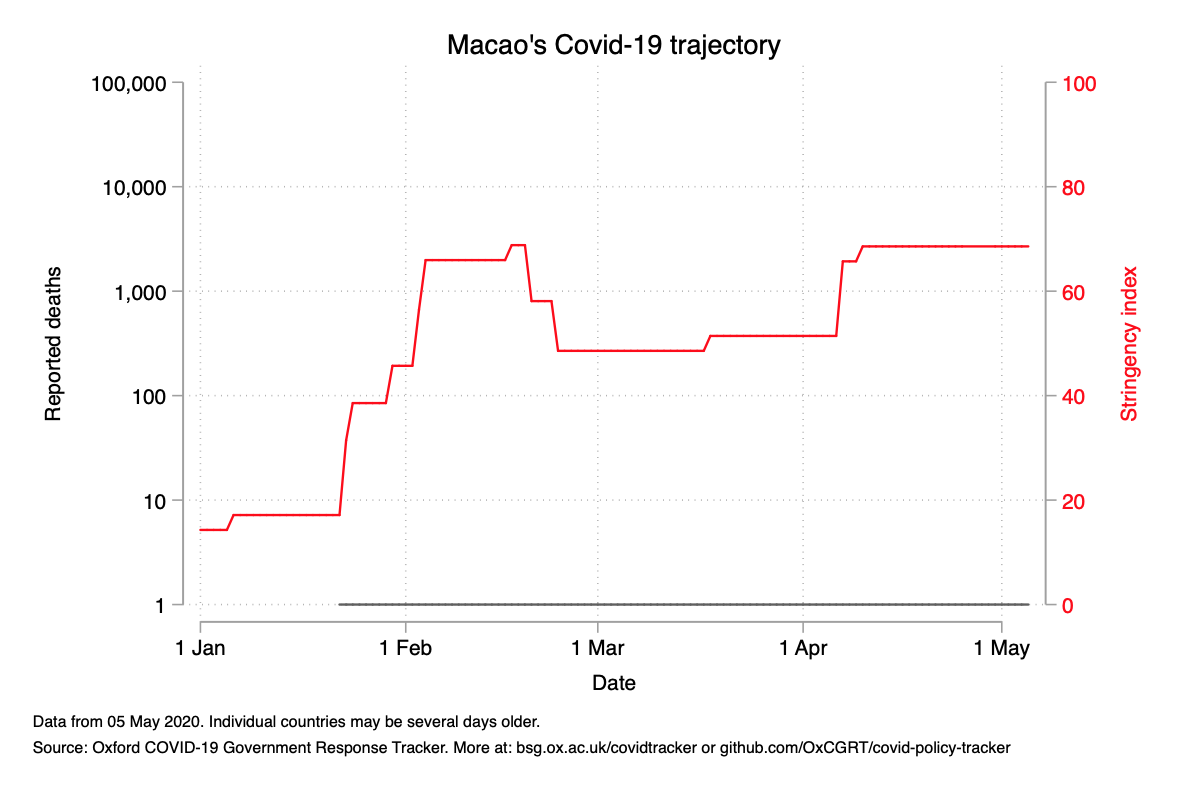 Macao's Covid-19 trajectory
100,000
10,000
1,000
100
10
1
Reported deaths
100
80
60
40
20
0
Stringency index
1 Jan
1 Feb
1 Mar
1 Apr
1 May
Date
Data from 05 May 2020. Individual countries may be several days older.
Source: Oxford COVID-19 Government Response Tracker. More at: bsg.ox.ac.uk/covidtracker or github.com/OxCGRT/covid-policy-tracker